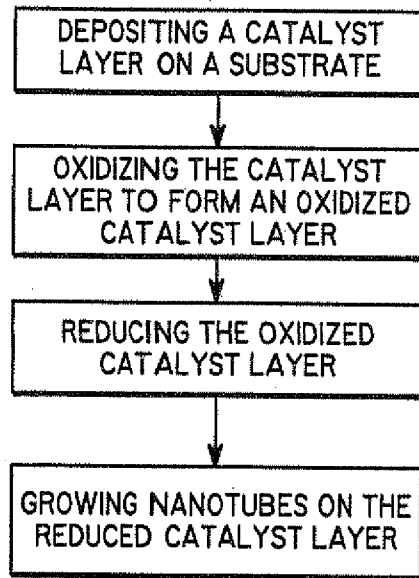 DEPOSITING A CATALYST
LAYER ON A SUBSTRATE
OXIDIZING THE CATALYST
LAYER TO FORM AN OXIDIZED
CATALYST LAYER
REDUCING THE OXIDIZED
CATALYST LAYER
GROWING NANOTUBES ON THE
REDUCED CATALYST LAYER